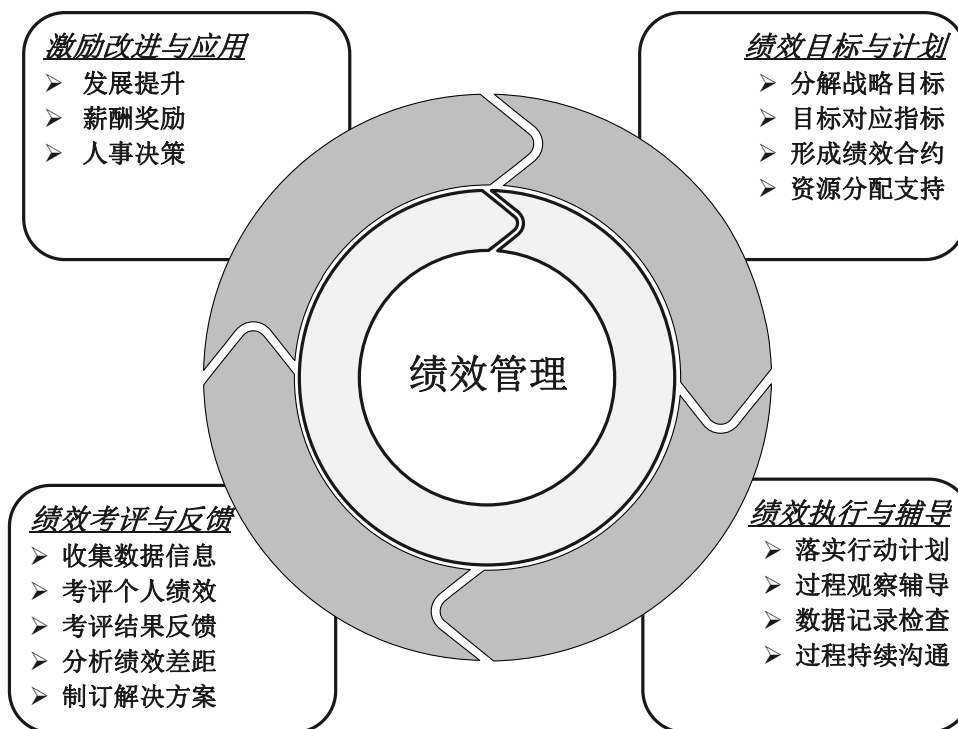 激励改进与应用
➢ 发展提升
➢ 薪酬奖励
➢ 人事决策
绩效目标与计划
➢ 分解战略目标
➢ 目标对应指标
➢ 形成绩效合约
➢ 资源分配支持
绩效管理
绩效考评与反馈
➢ 收集数据信息
➢ 考评个人绩效
➢ 考评结果反馈
➢ 分析绩效差距
➢ 制订解决方案
绩效执行与辅导
➢ 落实行动计划
➢ 过程观察辅导
➢ 数据记录检查
➢ 过程持续沟通